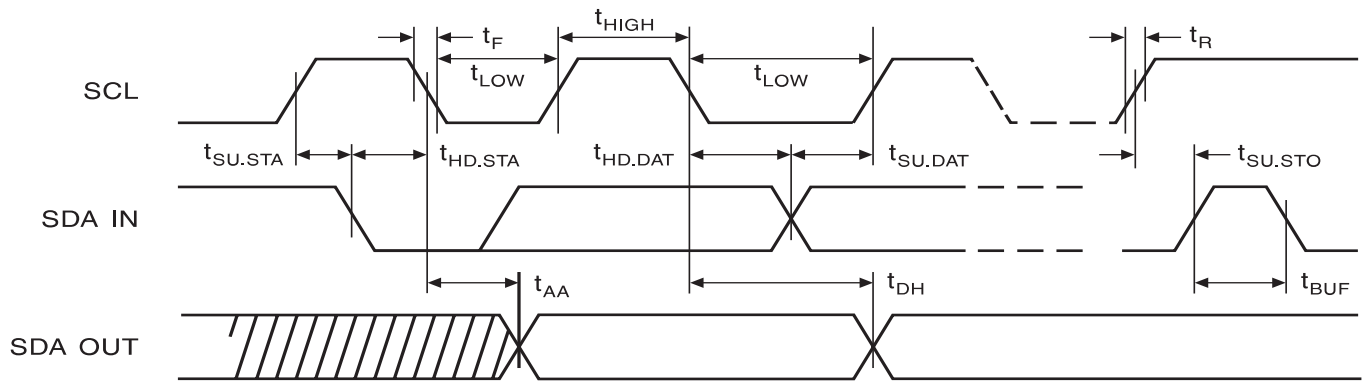 tHIGH
tF
tR
tLOW
tLOW
SCL
tSU.STA
tHD.STA
tHD.DAT
tSU.DAT
tSU.STO
SDA IN
tAA
tDH
tBUF
SDA OUT